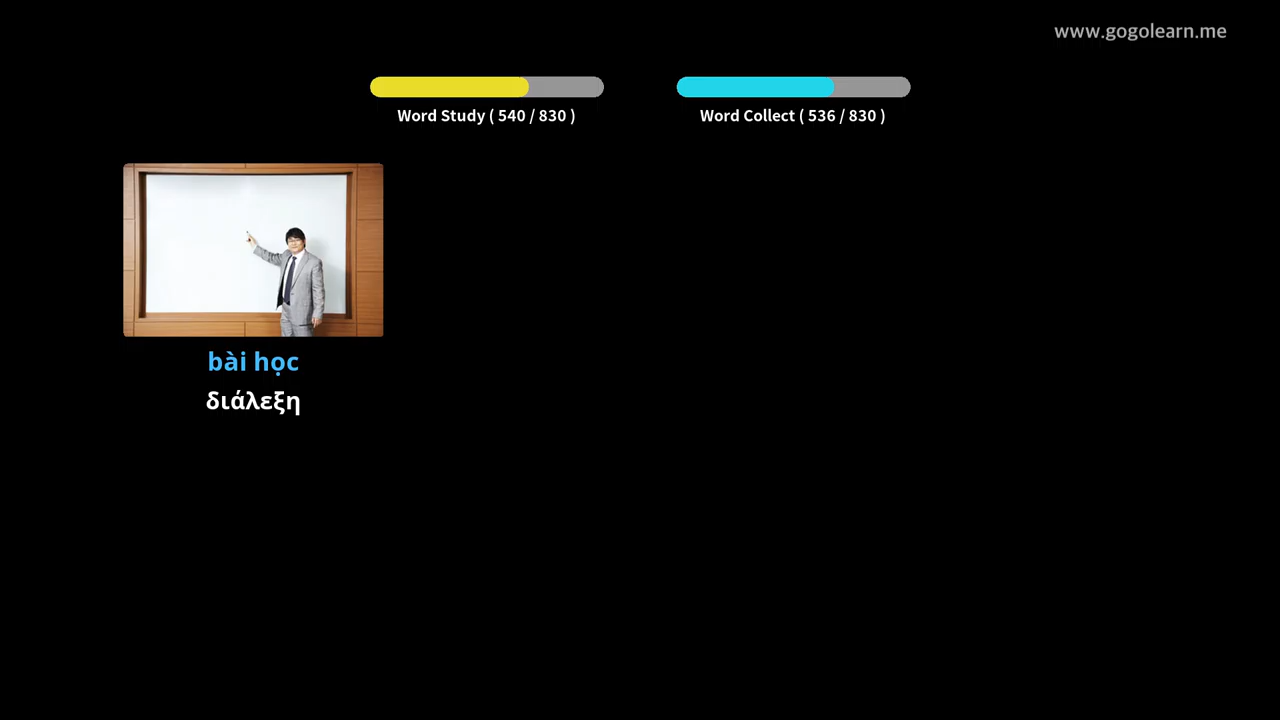 www.gogolearn.me
Word Study ( 540 / 830 )
Word Collect ( 536 / 830 )
bài học
διάλεξη